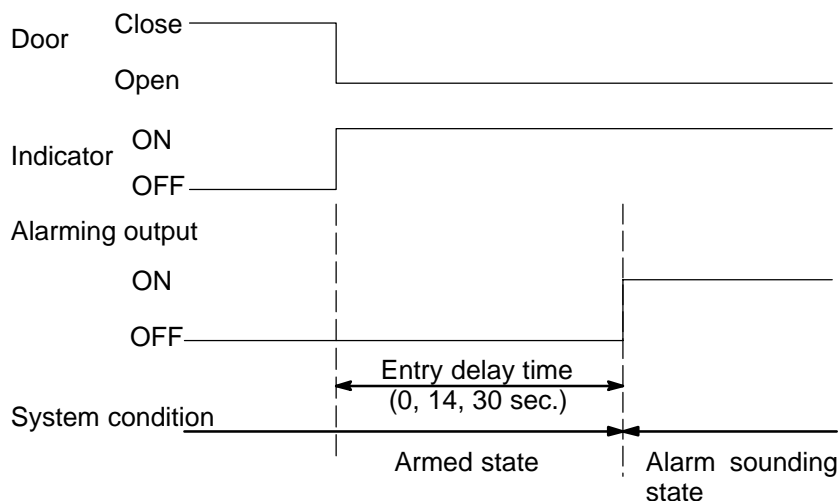 Close
Door
Open
ON
Indicator
OFF
Alarming output
ON
OFF
Entry delay time
(0, 14, 30 sec.)
System condition
Armed state
Alarm sounding
state